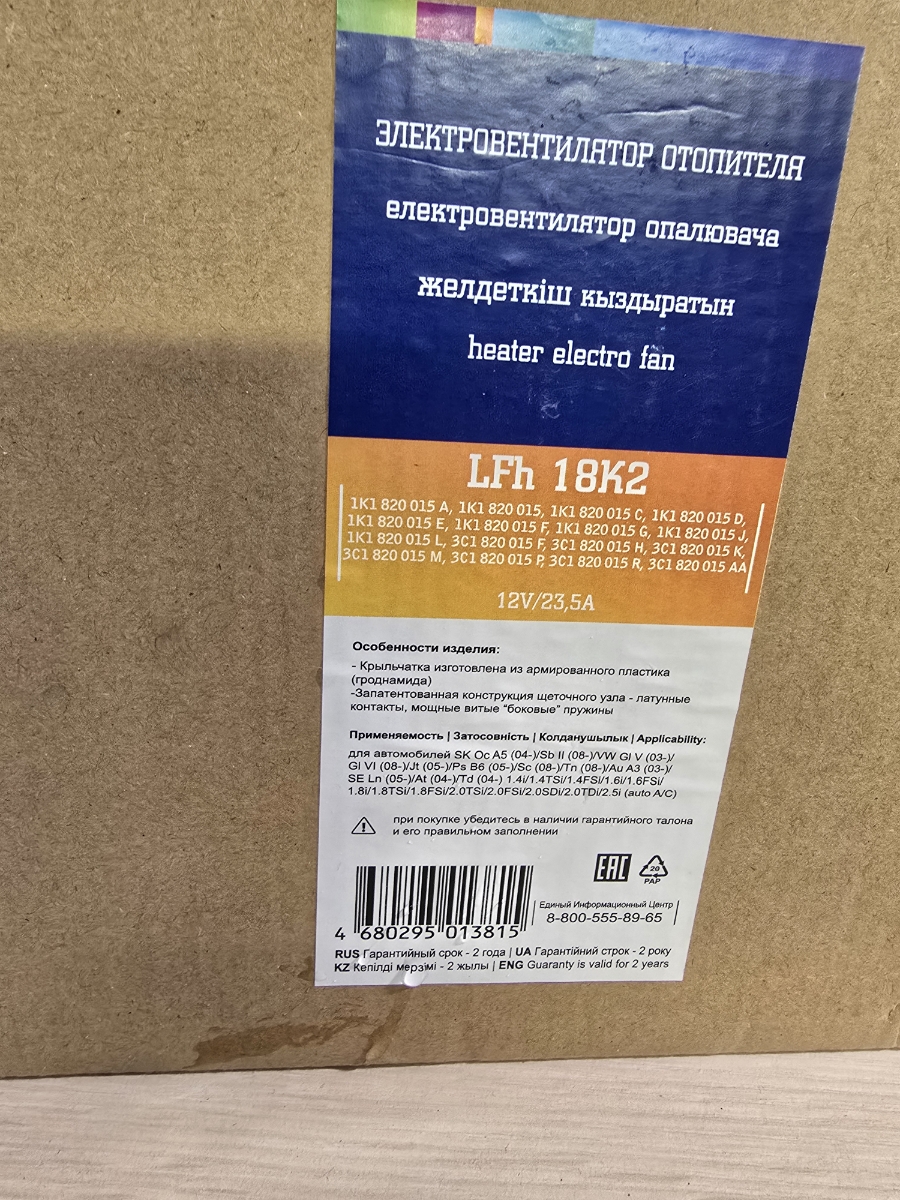 ЭЛЕКТРОВЕНТИЛЯТОР ОТОПИТЕЛЯ
електровентилятор опалювача
желдеткіш кыздыратын
heater electro fan
LFh 18K2
1K1 820 015 A, 1K1 820 015, 1K1 820 015 C, 1K1 820 015 D,
1K1 820 015 E, 1K1 820 015 F, 1K1 820 015 G, 1K1 820 015 J,
1K1 820 015 L, 3C1 820 015 F, 3C1 820 015 H, 3C1 820 015 K,
3C1 820 015 M, 3C1 820 015 P, 3C1 820 015 R, 3C1 820 015 AA
12V/23,5A
Особенности изделия:
- Крыльчатка изготовлена из армированного пластика
(гроднамида)
-Запатентованная конструкция щеточного узла - латунные
контакты, мощные витые "боковые" пружины
Применяемость | Затосовність | Колданушылык | Applicability:
для автомобилей SK Oc A5 (04-)/Sb II (08-)/VW Gl V (03-)/
Gl VI (08-)/Jt (05-)/Ps B6 (05-)/Sc (08-)/Tn (08-)/Au A3 (03-)/
SE Ln (05-)/At (04-)/Td (04-) 1.4i/1.4TSi/1.4FSi/1.6i/1.6FSi/
1.8i/1.8TSi/1.8FSi/2.0TSi/2.0FSi/2.0SDi/2.0TDi/2.5i (auto A/C)
при покупке убедитесь в наличии гарантийного талона
и его правильном заполнении
EAC
20
PAP
Единый Информационный Центр
8-800-555-89-65
4 680295 013815
RUS Гарантийный срок - 2 года | UA Гарантійний строк - 2 року
KZ Кепілді мерзімі - 2 жылы | ENG Guaranty is valid for 2 years